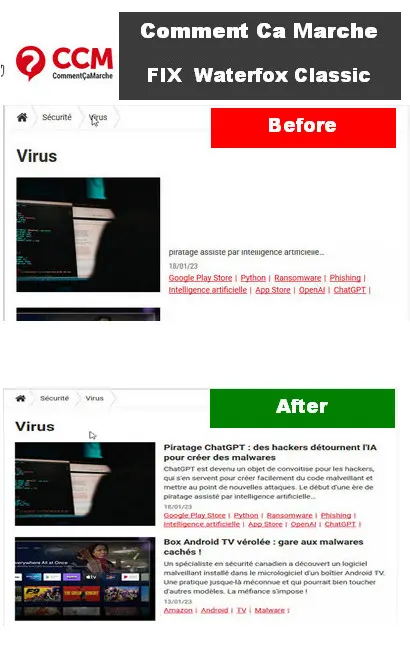 Comment Ca Marche
FIX Waterfox Classic
CCM
CommentÇaMarche
Sécurité
Virus
Before
Virus
piratage assisté par intelligence artificielle...
18/01/23
Google Play Store | Python | Ransomware | Phishing |
Intelligence artificielle | App Store | OpenAI | ChatGPT |
Sécurité
Virus
After
Virus
Piratage ChatGPT : des hackers détournent l'IA
pour créer des malwares
ChatGPT est devenu un objet de convoitise pour les hackers,
qui s'en servent pour créer facilement du code malveillant et
mettre au point de nouvelles attaques. Le début d'une ère de
piratage assisté par intelligence artificielle...
18/01/23
Google Play Store | Python | Ransomware | Phishing |
Intelligence artificielle | App Store | OpenAI | ChatGPT |
Box Android TV vérolée : gare aux malwares
cachés !
Un spécialiste en sécurité canadien a découvert un logiciel
malveillant installé dans le micrologiciel d'un boîtier Android TV.
Une pratique jusque-là méconnue et qui pourrait bien toucher
d'autres modèles. La méfiance s'impose !
13/01/23
Amazon | Android | TV | Malware |